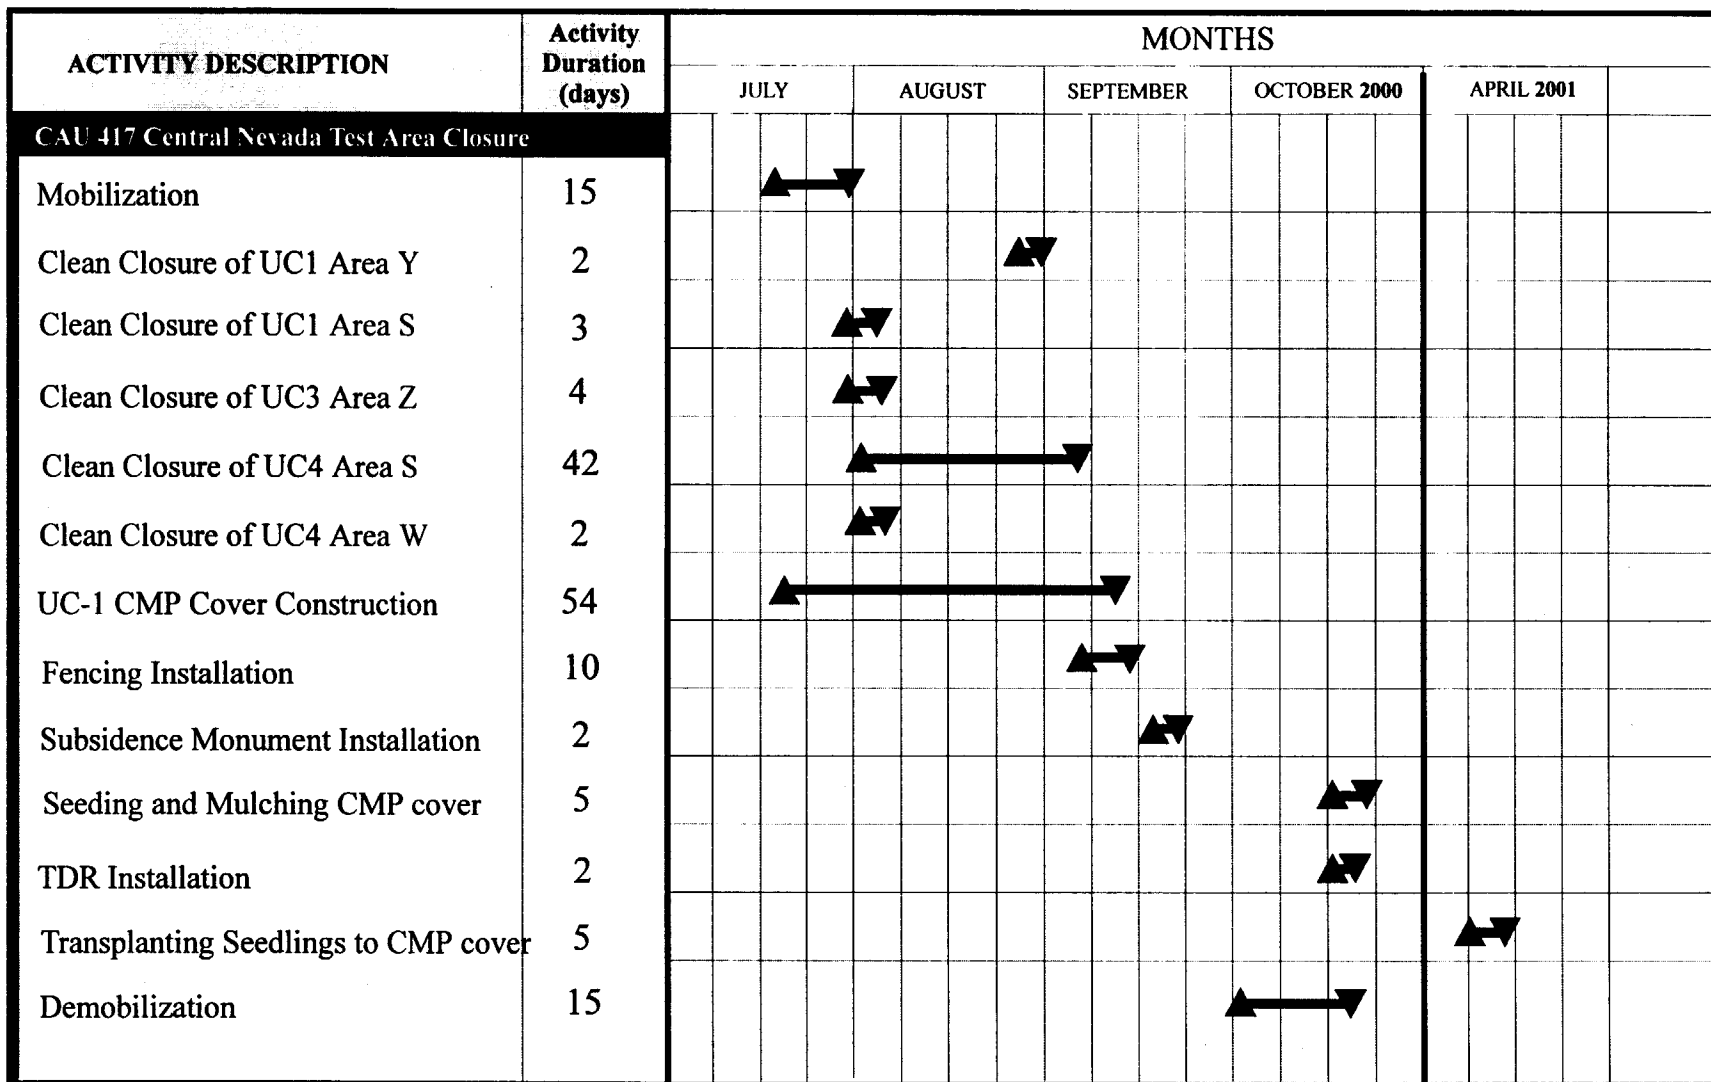 ACTIVITY DESCRIPTION
Activity
Duration
(days)
MONTHS
JULY AUGUST SEPTEMBER OCTOBER 2000 APRIL 2001
CAU 417 Central Nevada Test Area Closure
Mobilization 15
Clean Closure of UC1 Area Y 2
Clean Closure of UC1 Area S 3
Clean Closure of UC3 Area Z 4
Clean Closure of UC4 Area S 42
Clean Closure of UC4 Area W 2
UC-1 CMP Cover Construction 54
Fencing Installation 10
Subsidence Monument Installation 2
Seeding and Mulching CMP cover 5
TDR Installation 2
Transplanting Seedlings to CMP cover 5
Demobilization 15